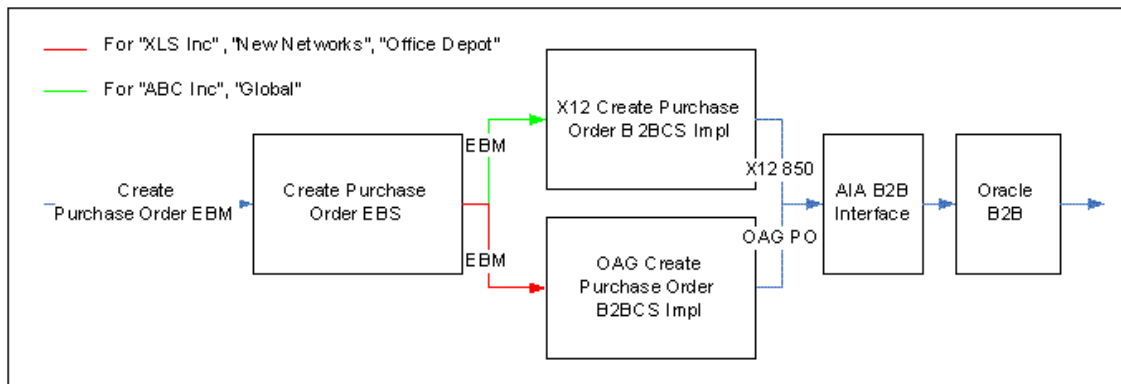 For "XLS Inc" , "New Networks", "Office Depot"
For "ABC Inc", "Global"
Create
Purchase Order EBM
Create Purchase
Order EBS
EBM
EBM
X12 Create Purchase
Order B2BCS Impl
OAG Create
Purchase Order
B2BCS Impl
X12 850
OAG PO
AIA B2B
Interface
Oracle
B2B